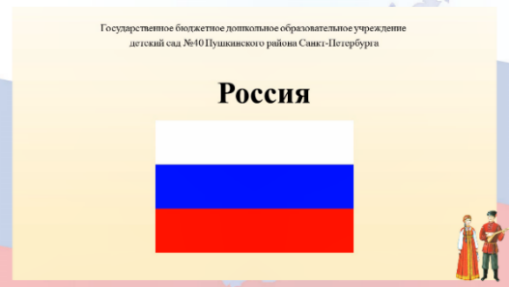 Государственное бюджетное дошкольное образовательное учреждение
детский сад №40 Пушкинского района Санкт-Петербурга
Россия